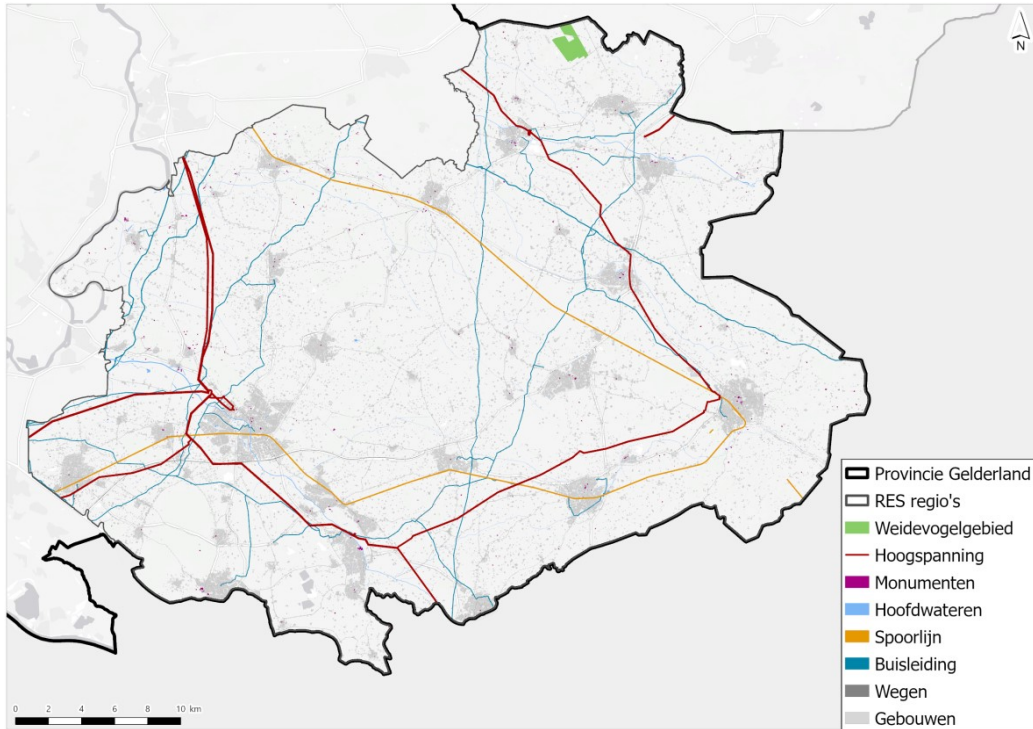 N
Provincie Gelderland
RES regio's
Weidevogelgebied
Hoogspanning
Monumenten
Hoofdwateren
Spoorlijn
Buisleiding
Wegen
Gebouwen
0 2 4 6 8 10 km